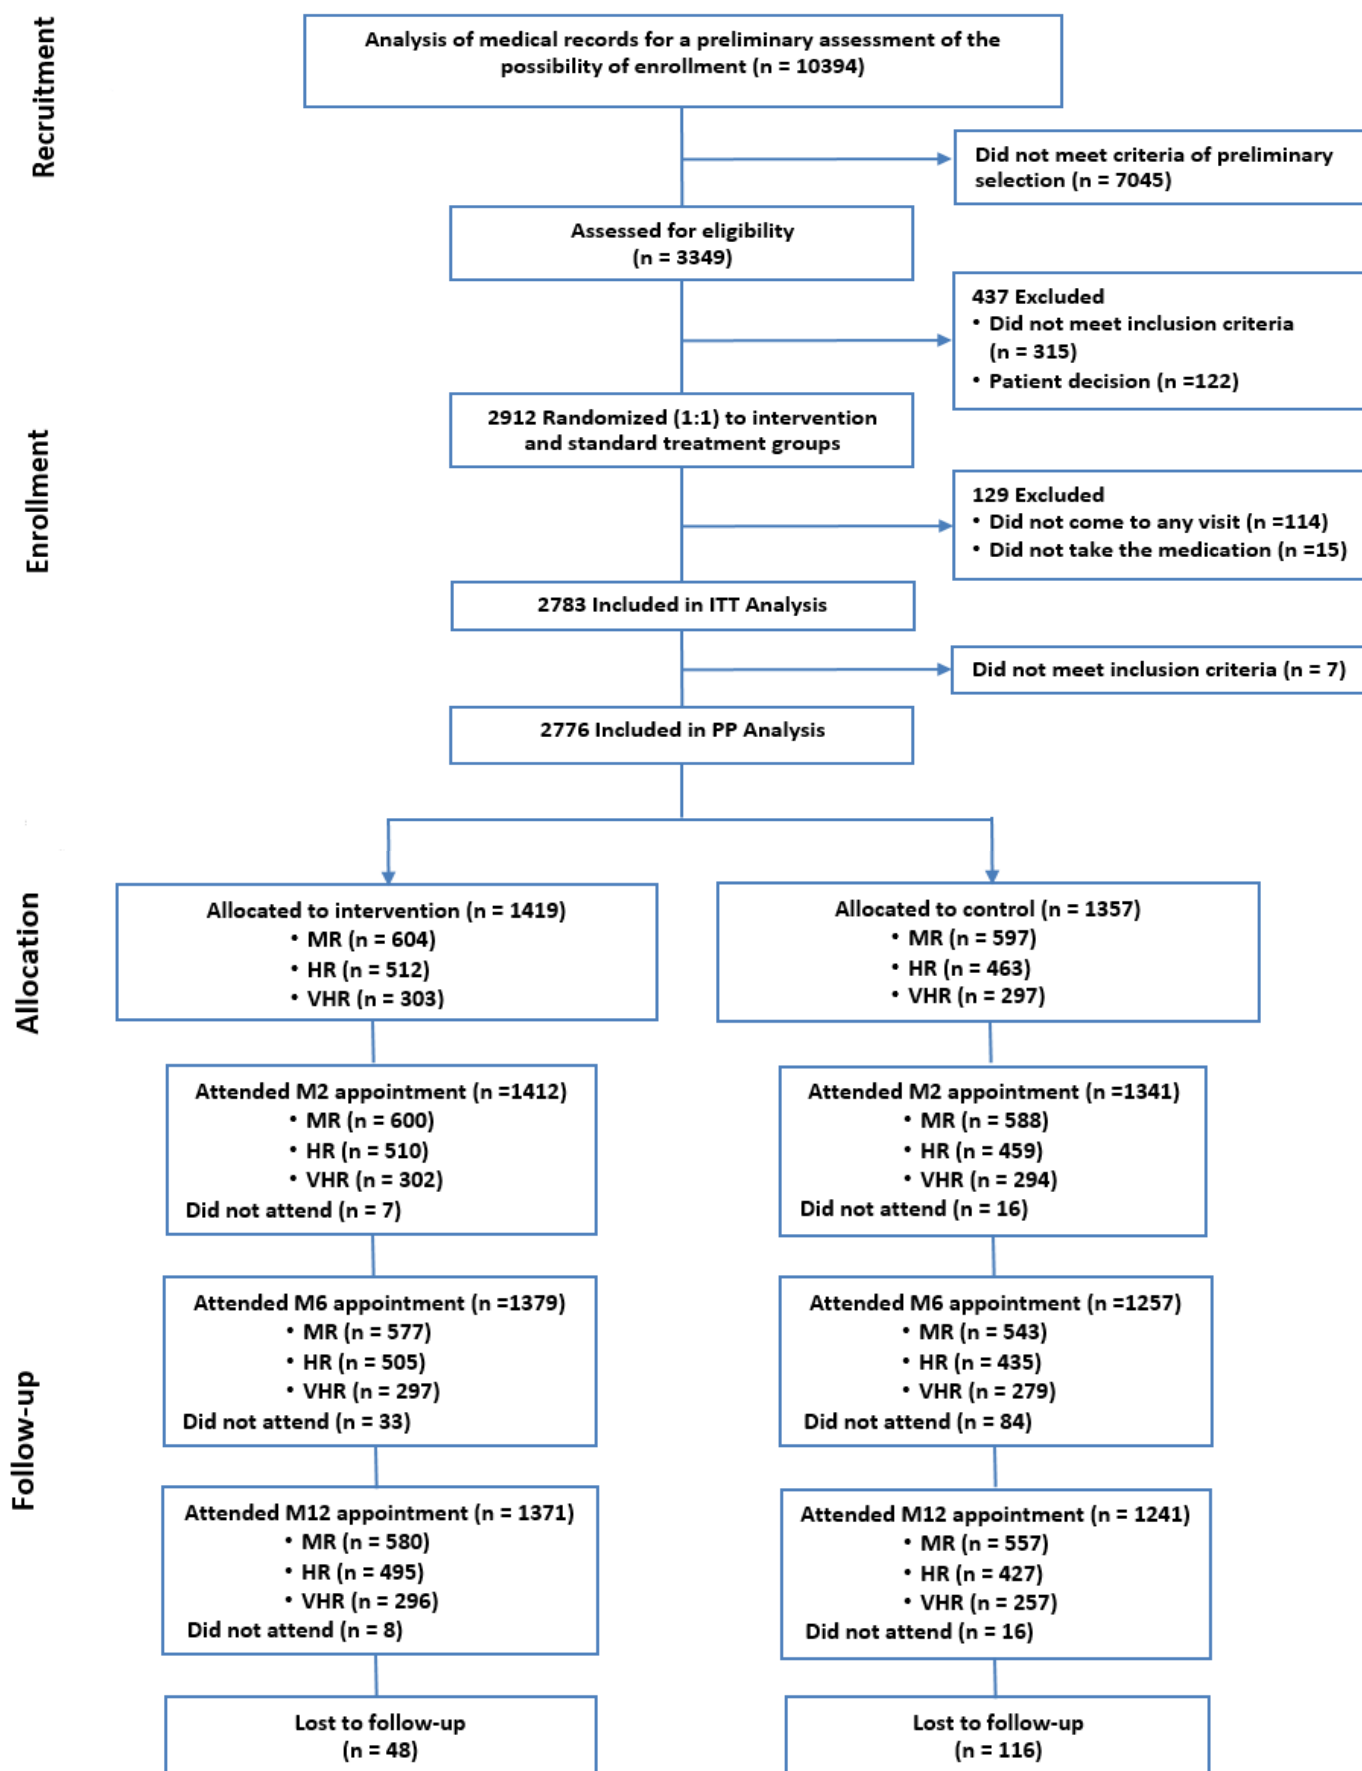 Recruitment
Analysis of medical records for a preliminary assessment of the
possibility of enrollment (n = 10394)
Did not meet criteria of preliminary
selection (n = 7045)
Assessed for eligibility
(n = 3349)
Enrollment
437 Excluded
• Did not meet inclusion criteria
(n = 315)
• Patient decision (n =122)
2912 Randomized (1:1) to intervention
and standard treatment groups
129 Excluded
• Did not come to any visit (n =114)
• Did not take the medication (n =15)
2783 Included in ITT Analysis
Did not meet inclusion criteria (n = 7)
2776 Included in PP Analysis
Allocation
Allocated to intervention (n = 1419)
• MR (n = 604)
• HR (n = 512)
• VHR (n = 303)
Allocated to control (n = 1357)
• MR (n = 597)
• HR (n = 463)
• VHR (n = 297)
Follow-up
Attended M2 appointment (n =1412)
• MR (n = 600)
• HR (n = 510)
• VHR (n = 302)
Did not attend (n = 7)
Attended M2 appointment (n =1341)
• MR (n = 588)
• HR (n = 459)
• VHR (n = 294)
Did not attend (n = 16)
Attended M6 appointment (n =1379)
• MR (n = 577)
• HR (n = 505)
• VHR (n = 297)
Did not attend (n = 33)
Attended M6 appointment (n =1257)
• MR (n = 543)
• HR (n = 435)
• VHR (n = 279)
Did not attend (n = 84)
Attended M12 appointment (n = 1371)
• MR (n = 580)
• HR (n = 495)
• VHR (n = 296)
Did not attend (n = 8)
Attended M12 appointment (n = 1241)
• MR (n = 557)
• HR (n = 427)
• VHR (n = 257)
Did not attend (n = 16)
Lost to follow-up
(n = 48)
Lost to follow-up
(n = 116)